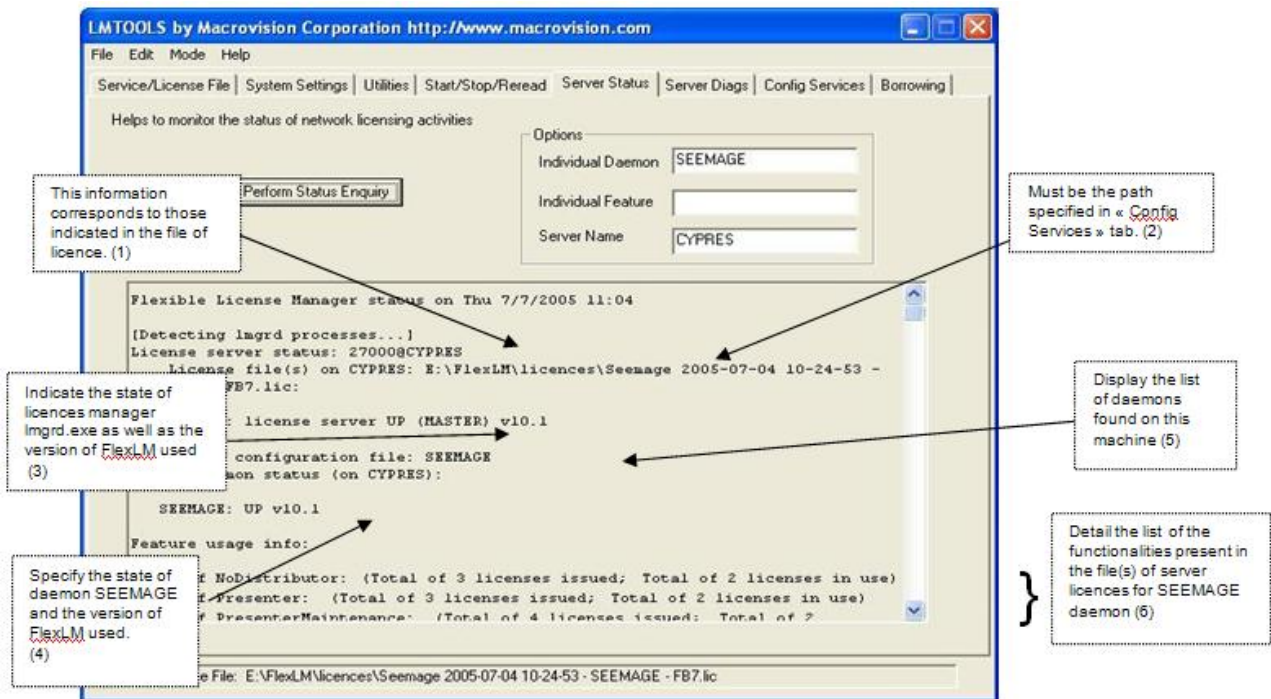 LMTOOLS by Macrovision Corporation http://www.macrovision.com
File Edit Mode Help
Service/License File System Settings Utilities Start/Stop/Reread Server Status Server Diags Config Services Borrowing
Helps to monitor the status of network licensing activities
Options
Individual Daemon SEEMAGE
Perform Status Enquiry
Individual Feature
Server Name CYPRES
This information
corresponds to those
indicated in the file of
licence. (1)
Must be the path
specified in « Config
Services » tab. (2)
Flexible License Manager status on Thu 7/7/2005 11:04
[Detecting lmgrd processes...]
License server status: 27000@CYPRES
License file(s) on CYPRES: E:\FlexLM\licences\Seemage 2005-07-04 10-24-53 -
FB7.lic:
: license server UP (MASTER) v10.1
configuration file: SEEMAGE
mon status (on CYPRES):
SEEMAGE: UP v10.1
Feature usage info:
f NoDistributor: (Total of 3 licenses issued; Total of 2 licenses in use)
f Presenter: (Total of 3 licenses issued; Total of 2 licenses in use)
f PresenterMaintenance: (Total of 4 licenses issued; Total of 2
Indicate the state of
licences manager
lmgrd.exe as well as the
version of FlexLM used
(3)
Display the list
of daemons
found on this
machine (5)
Specify the state of
daemon SEEMAGE
and the version of
FlexLM used.
(4)
}
Detail the list of the
functionalities present in
the file(s) of server
licences for SEEMAGE
daemon (6)
e File: E:\FlexLM\licences\Seemage 2005-07-04 10-24-53 - SEEMAGE - FB7.lic